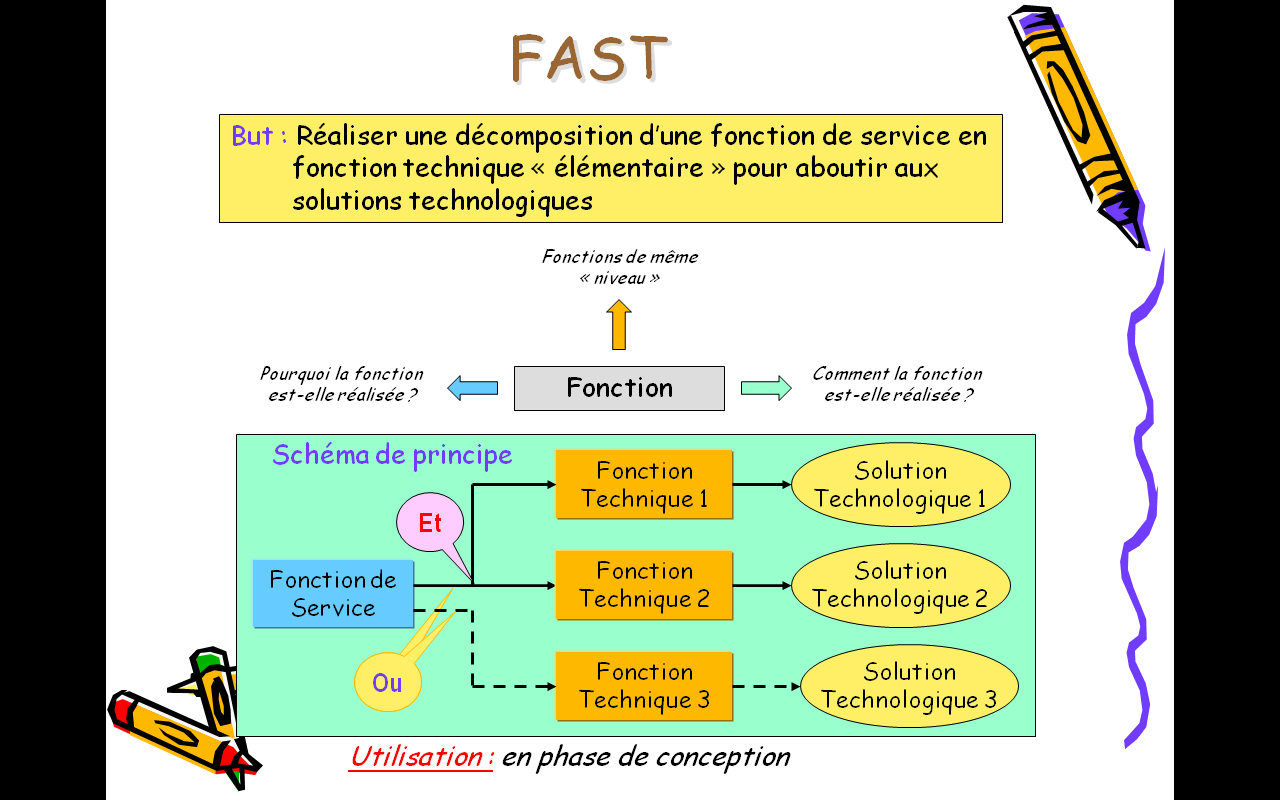 FAST
But : Réaliser une décomposition d'une fonction de service en
fonction technique « élémentaire » pour aboutir aux
solutions technologiques
Fonctions de même
« niveau »
Pourquoi la fonction
est-elle réalisée ?
Fonction
Comment la fonction
est-elle réalisée ?
Schéma de principe
Fonction
Technique 1
Solution
Technologique 1
Et
Fonction de
Service
Fonction
Technique 2
Solution
Technologique 2
Ou
Fonction
Technique 3
Solution
Technologique 3
Utilisation : en phase de conception